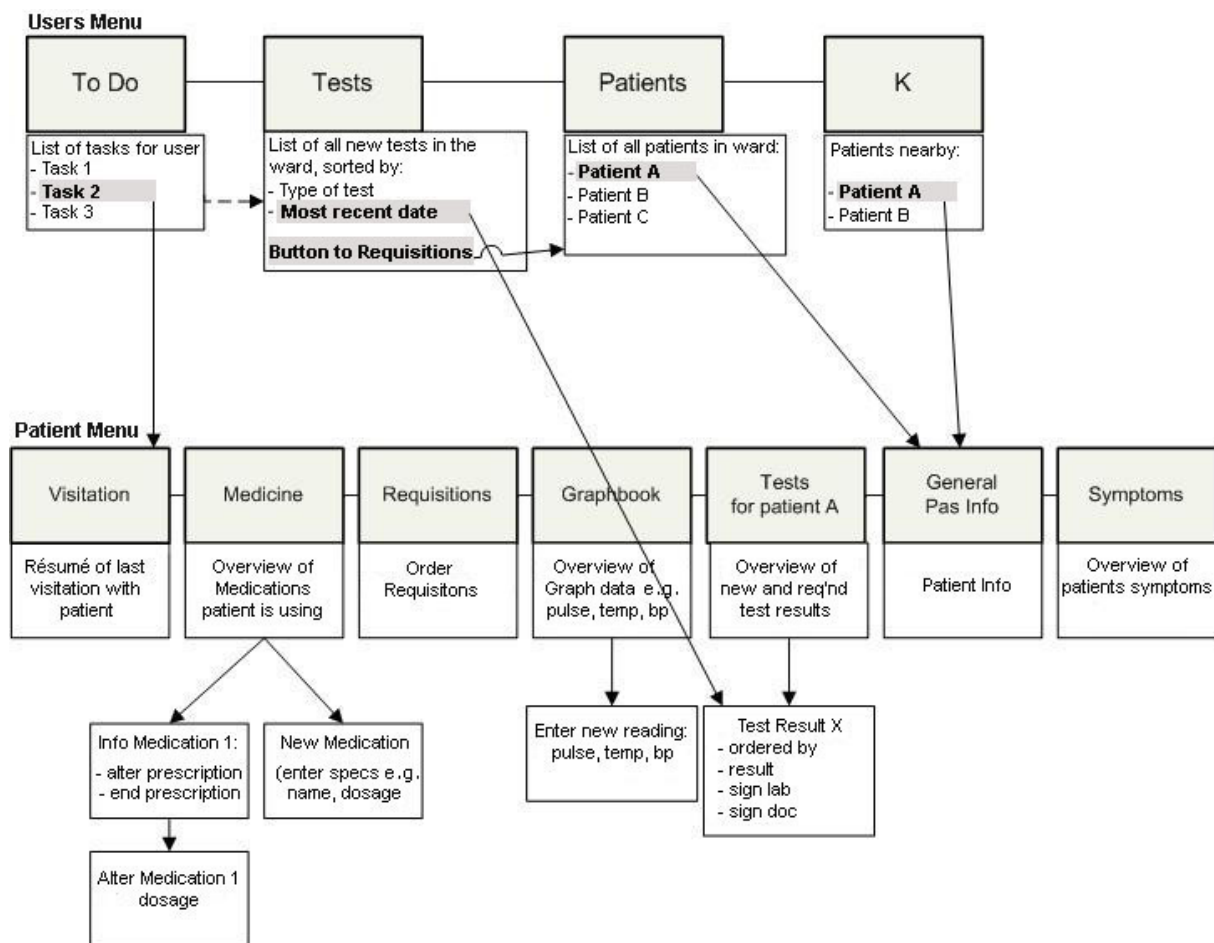 Users Menu
To Do
Tests
Patients
K
List of tasks for user
- Task 1
- Task 2
- Task 3
List of all new tests in the
ward, sorted by:
- Type of test
- Most recent date
Button to Requisitions
List of all patients in ward:
- Patient A
- Patient B
- Patient C
Patients nearby:
- Patient A
- Patient B
Patient Menu
Visitation
Medicine
Requisitions
Graphbook
Tests
for patient A
General
Pas Info
Symptoms
Résumé of last
visitation with
patient
Overview of
Medications
patient is using
Order
Requisitons
Overview of
Graph data e.g.
pulse, temp, bp
Overview of
new and req'nd
test results
Patient Info
Overview of
patients symptoms
Info Medication 1:
- alter prescription
- end prescription
New Medication
(enter specs e.g.
name, dosage
Enter new reading:
pulse, temp, bp
Test Result X
- ordered by
- result
- sign lab
- sign doc
Alter Medication 1
dosage